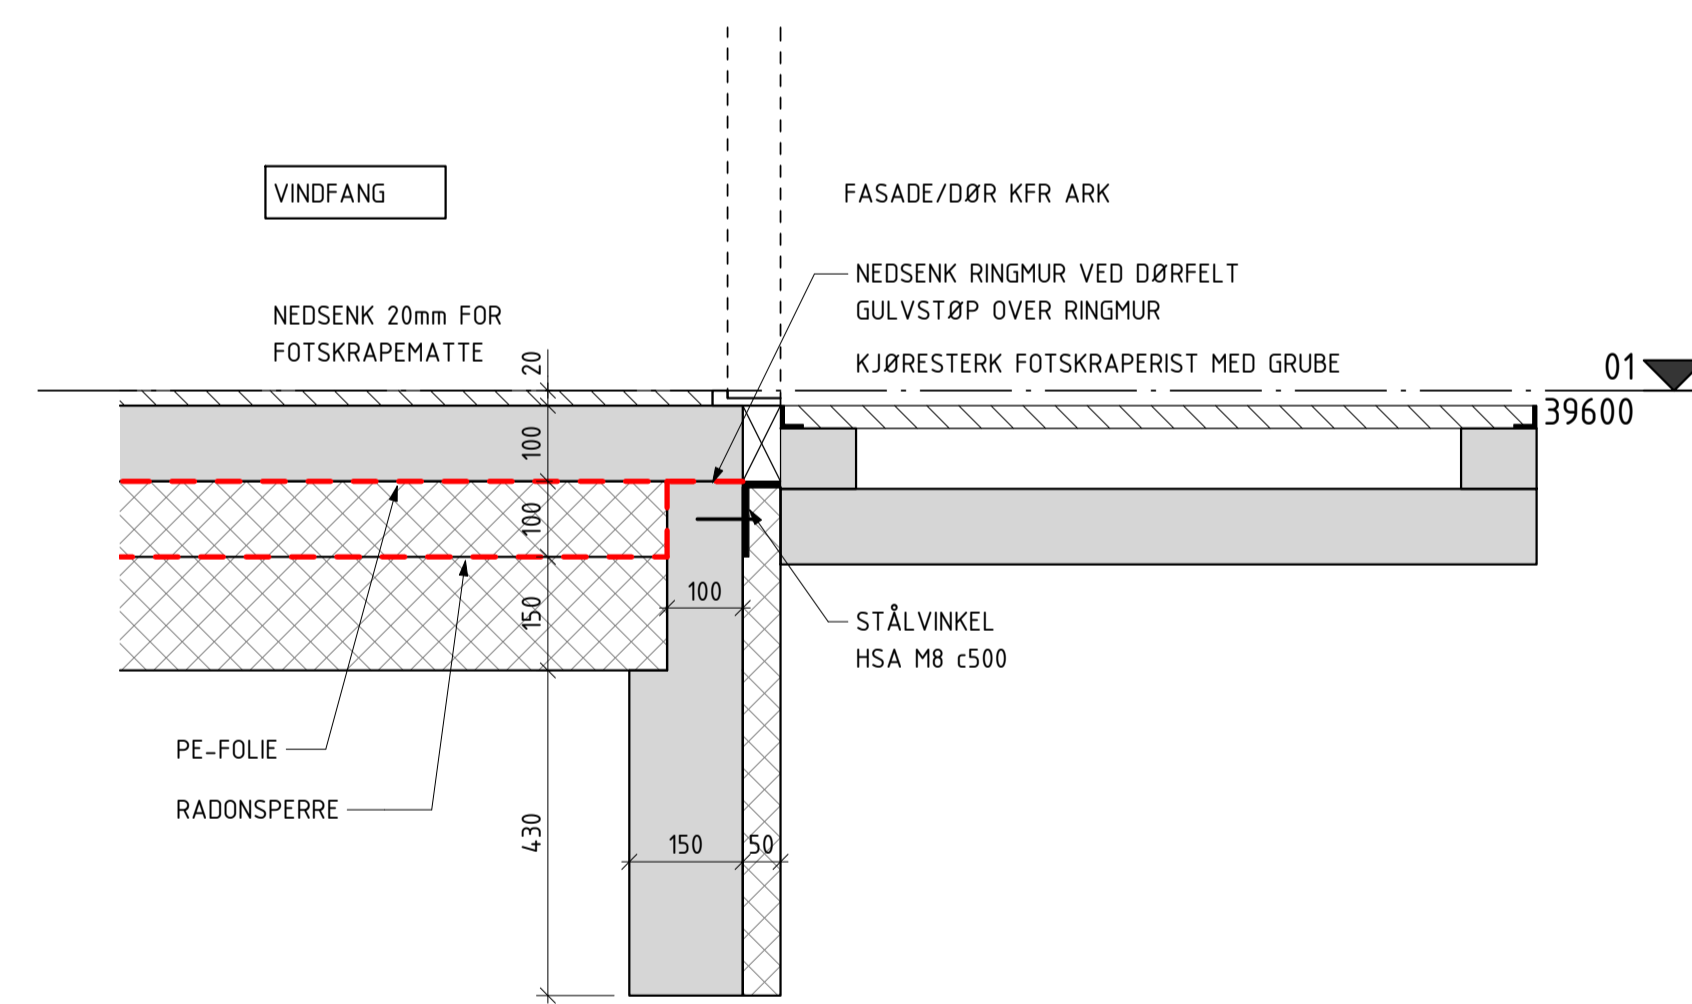 VINDFANG
FASADE/DØR KFR ARK
NEDSENK RINGMUR VED DØRFELT
GULVSTØP OVER RINGMUR
NEDSENK 20mm FOR
FOTSKRAPEMATTE
KJØRESTERK FOTSKRAPERIST MED GRUBE
20
01
39600
100
100
150
100
STÅLVINKEL
HSA M8 c500
PE-FOLIE
RADONSPERRE
430
150
50